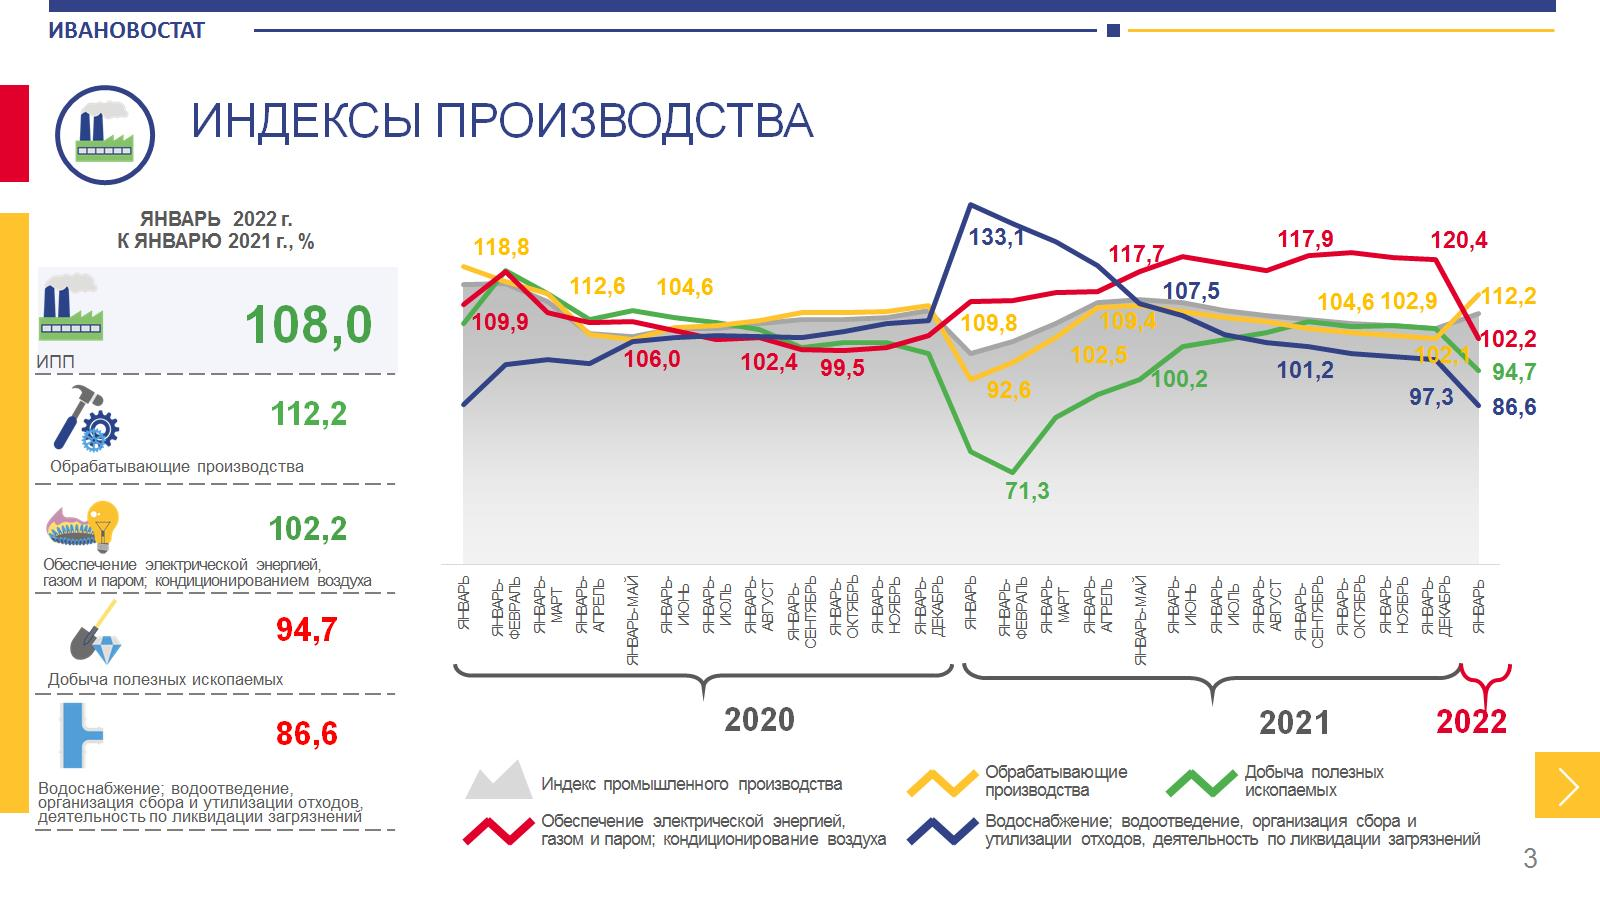 ИВАНОВОСТАТ
ИНДЕКСЫ ПРОИЗВОДСТВА
ЯНВАРЬ 2022 г.
К ЯНВАРЮ 2021 г., %
108,0
ИПП
112,2
Обрабатывающие производства
102,2
Обеспечение электрической энергией,
газом и паром; кондиционированием воздуха
94,7
Добыча полезных ископаемых
86,6
Водоснабжение; водоотведение,
организация сбора и утилизации отходов,
деятельность по ликвидации загрязнений
118,8
109,9
112,6
104,6
106,0
102,4
99,5
133,1
109,8
92,6
71,3
117,7
109,4
102,5
107,5
100,2
117,9
101,2
104,6
102,9
120,4
102,1
97,3
112,2
102,2
94,7
86,6
ЯНВАРЬ
ЯНВАРЬ-
ФЕВРАЛЬ
ЯНВАРЬ-
МАРТ
ЯНВАРЬ-
АПРЕЛЬ
ЯНВАРЬ-МАЙ
ЯНВАРЬ-
ИЮНЬ
ЯНВАРЬ-
ИЮЛЬ
ЯНВАРЬ-
АВГУСТ
ЯНВАРЬ-
СЕНТЯБРЬ
ЯНВАРЬ-
ОКТЯБРЬ
ЯНВАРЬ-
НОЯБРЬ
ЯНВАРЬ-
ДЕКАБРЬ
ЯНВАРЬ
ЯНВАРЬ-
ФЕВРАЛЬ
ЯНВАРЬ-
МАРТ
ЯНВАРЬ-
АПРЕЛЬ
ЯНВАРЬ-МАЙ
ЯНВАРЬ-
ИЮНЬ
ЯНВАРЬ-
ИЮЛЬ
ЯНВАРЬ-
АВГУСТ
ЯНВАРЬ-
СЕНТЯБРЬ
ЯНВАРЬ-
ОКТЯБРЬ
ЯНВАРЬ-
НОЯБРЬ
ЯНВАРЬ-
ДЕКАБРЬ
ЯНВАРЬ
2020
2021
2022
Индекс промышленного производства
Обрабатывающие
производства
Добыча полезных
ископаемых
Обеспечение электрической энергией,
газом и паром; кондиционирование воздуха
Водоснабжение; водоотведение, организация сбора и
утилизации отходов, деятельность по ликвидации загрязнений
3